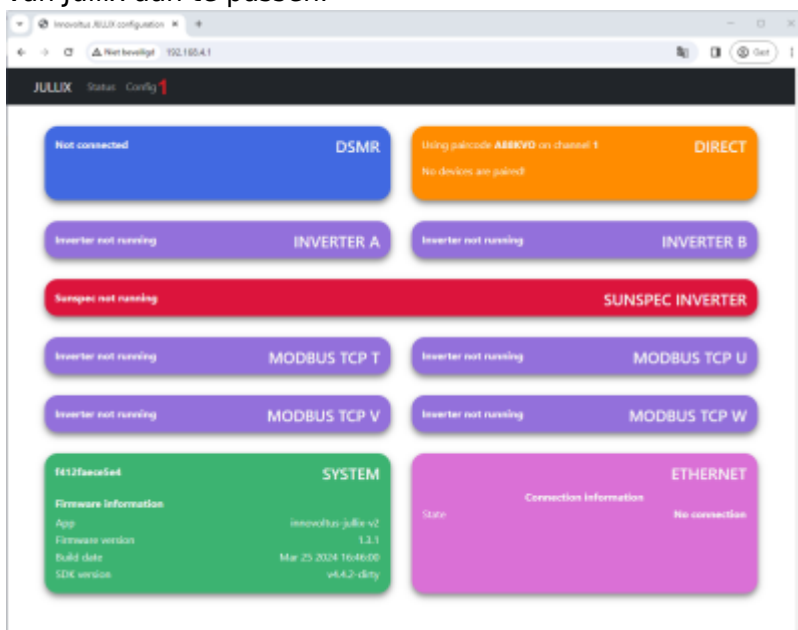 van jullix aan te passen.
Innovoltus JULLIX configuration
Niet beveiligd 192.168.4.1
Gast
JULLIX Status Config 1
Not connected DSMR
Using paircode on channel 1 DIRECT
No devices are paired!
Inverter not running INVERTER A
Inverter not running INVERTER B
Sunspec not running SUNSPEC INVERTER
Inverter not running MODBUS TCP T
Inverter not running MODBUS TCP U
Inverter not running MODBUS TCP V
Inverter not running MODBUS TCP W
f412faece5e4 SYSTEM
Firmware information
App innovoltus-jullix-v2
Firmware version 1.3.1
Build date Mar 25 2024 16:46:00
SDK version v4.4.2-dirty
ETHERNET
Connection information
State No connection